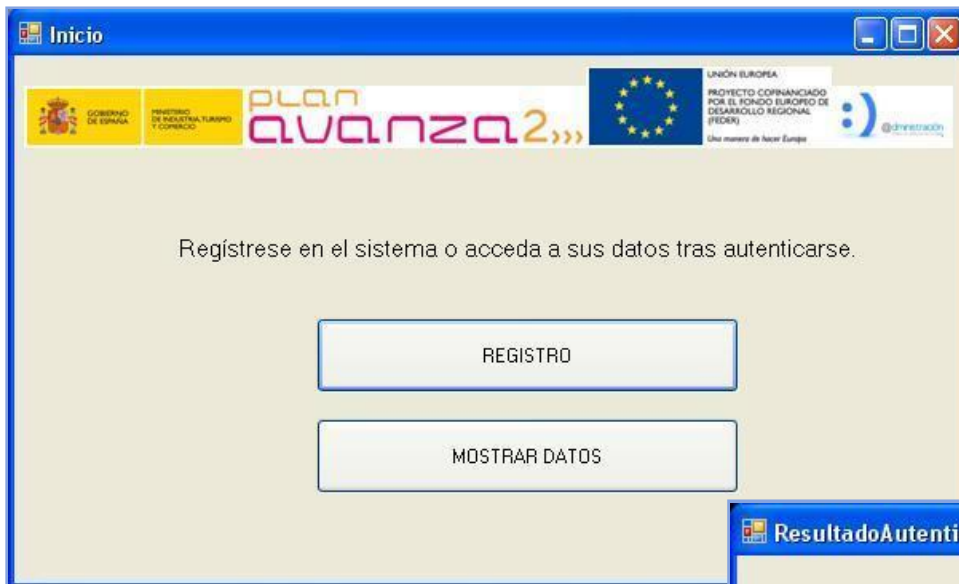 Inicio
GOBIERNO
DE ESPAÑA
MINISTERIO
DE INDUSTRIA, TURISMO
Y COMERCIO
PLAN
avanza2
UNIÓN EUROPEA
PROYECTO COFINANCIADO
POR EL FONDO EUROPEO DE
DESARROLLO REGIONAL
(FEDER)
Una manera de hacer Europa
:)
@dministración
Regístrese en el sistema o acceda a sus datos tras autenticarse.
REGISTRO
MOSTRAR DATOS
ResultadoAutenti